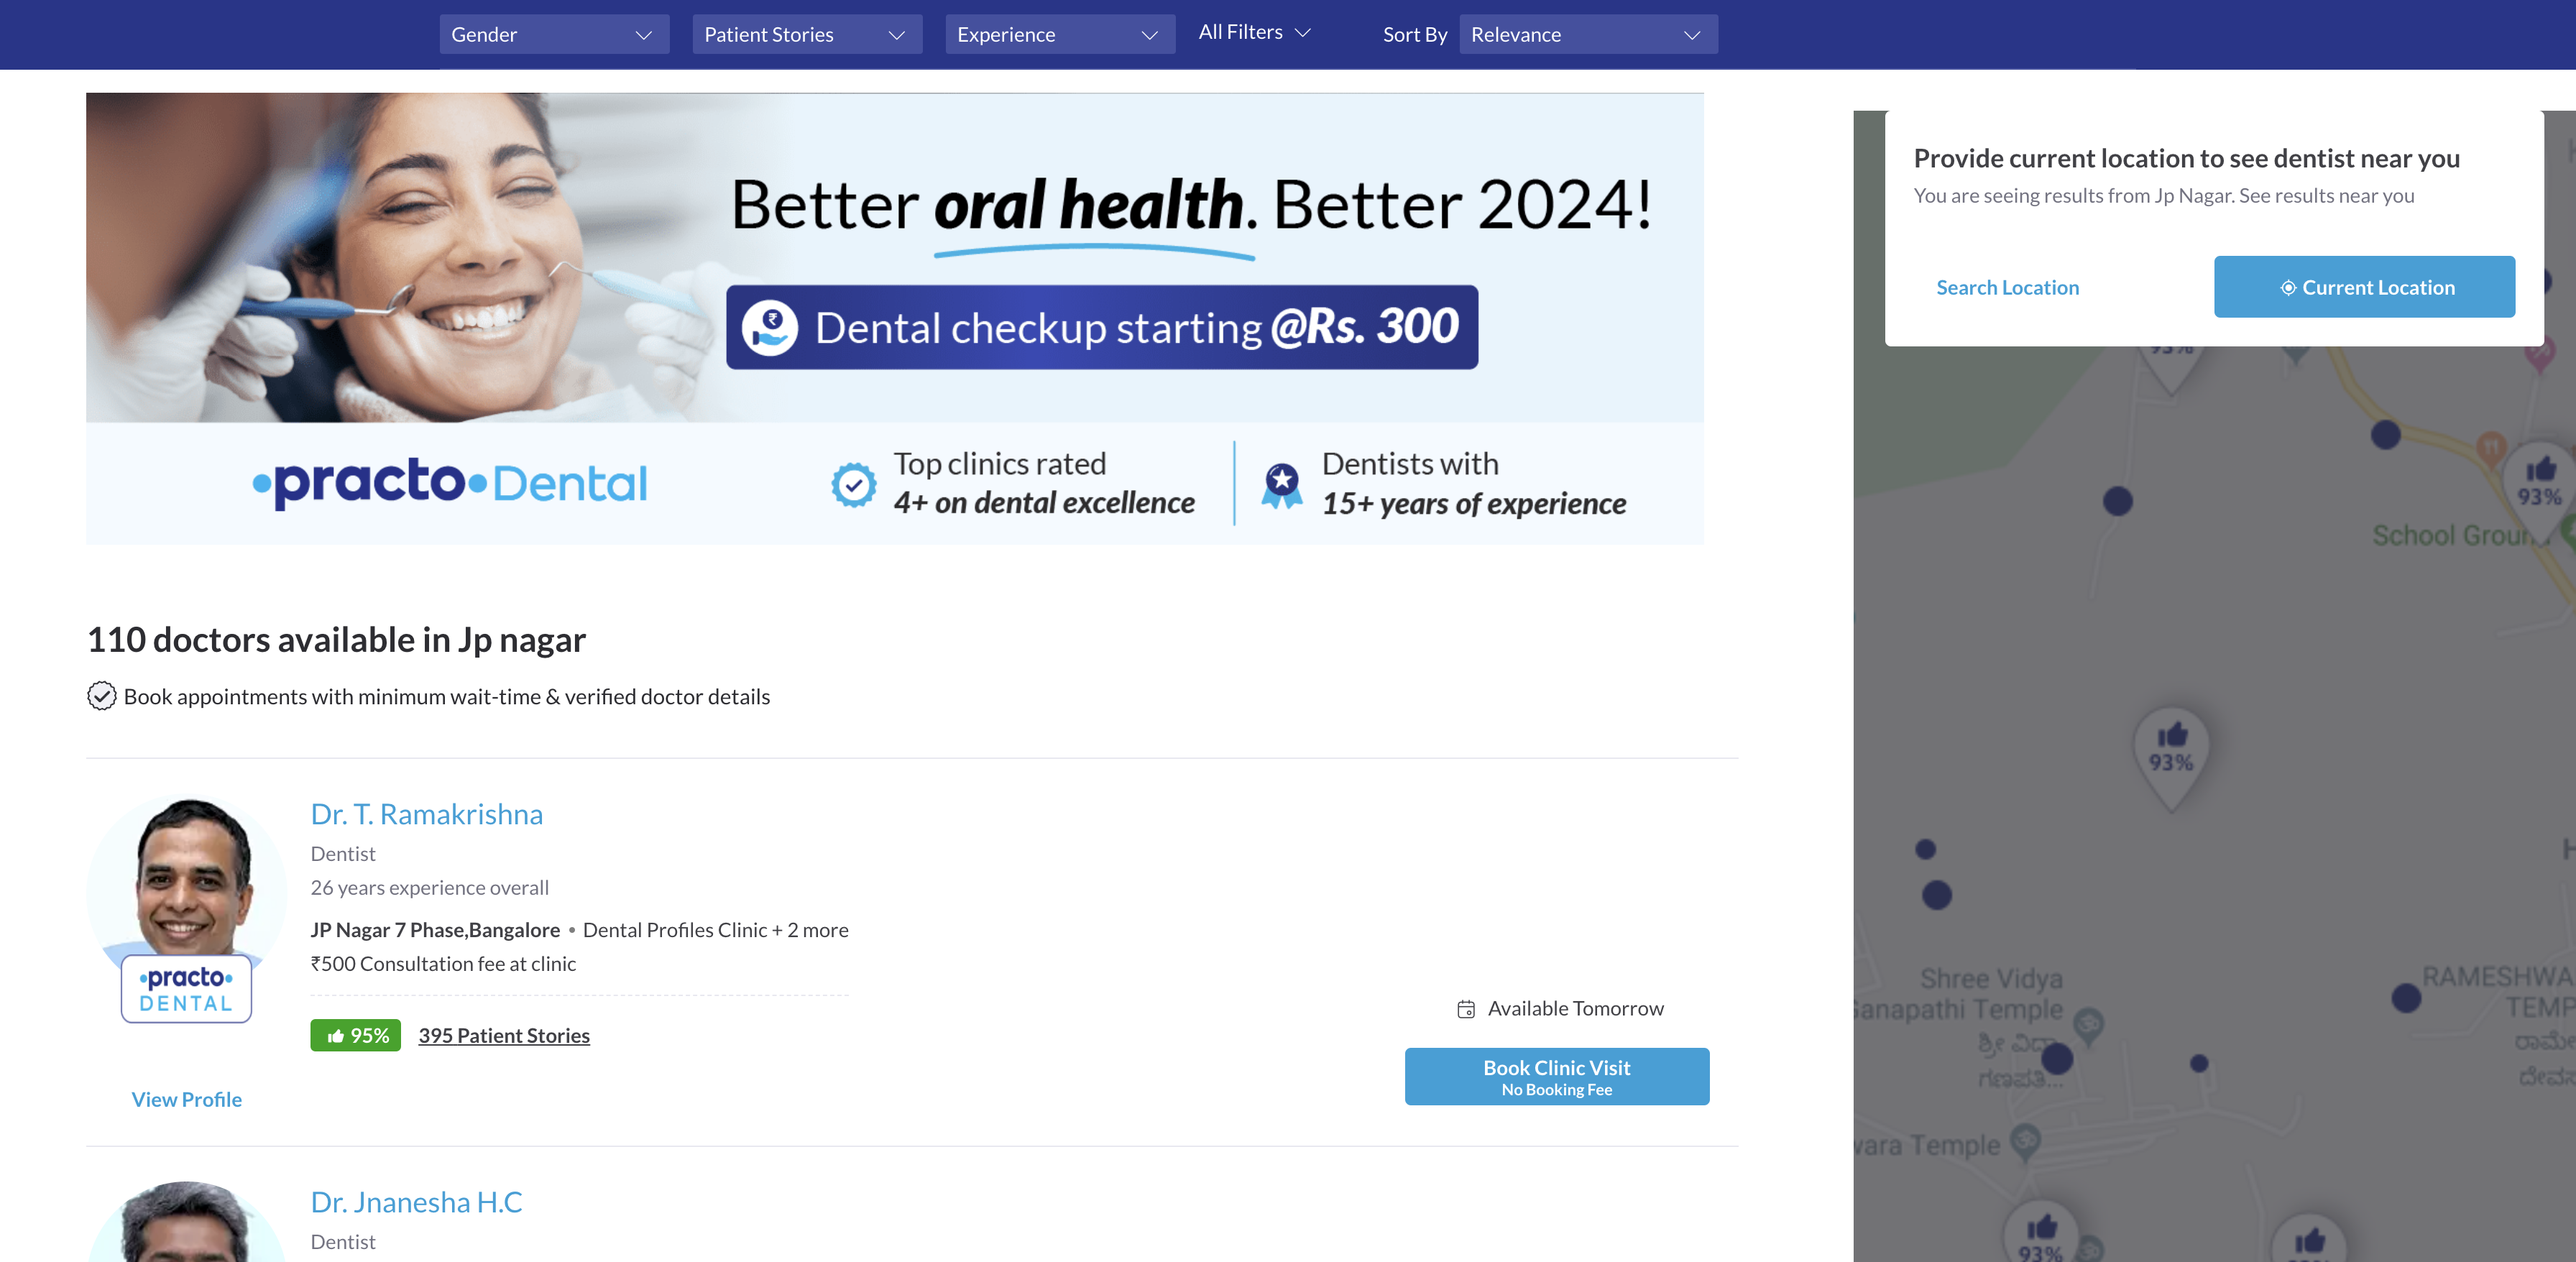 Gender
Patient Stories
Experience
All Filters
Sort By
Relevance
Better oral health. Better 2024!
₹
Dental checkup starting @Rs. 300
practo Dental
Top clinics rated
4+ on dental excellence
Dentists with
15+ years of experience
110 doctors available in Jp nagar
Book appointments with minimum wait-time & verified doctor details
Dr. T. Ramakrishna
Dentist
26 years experience overall
JP Nagar 7 Phase,Bangalore • Dental Profiles Clinic + 2 more
₹500 Consultation fee at clinic
practo
DENTAL
95% 395 Patient Stories
View Profile
Available Tomorrow
Book Clinic Visit
No Booking Fee
Dr. Jnanesha H.C
Dentist
Provide current location to see dentist near you
You are seeing results from Jp Nagar. See results near you
Search Location
Current Location
93%
93%
School
93%
Shree Vidya
Ganapathi Temple
ಶ್ರೀ
Temple
93%